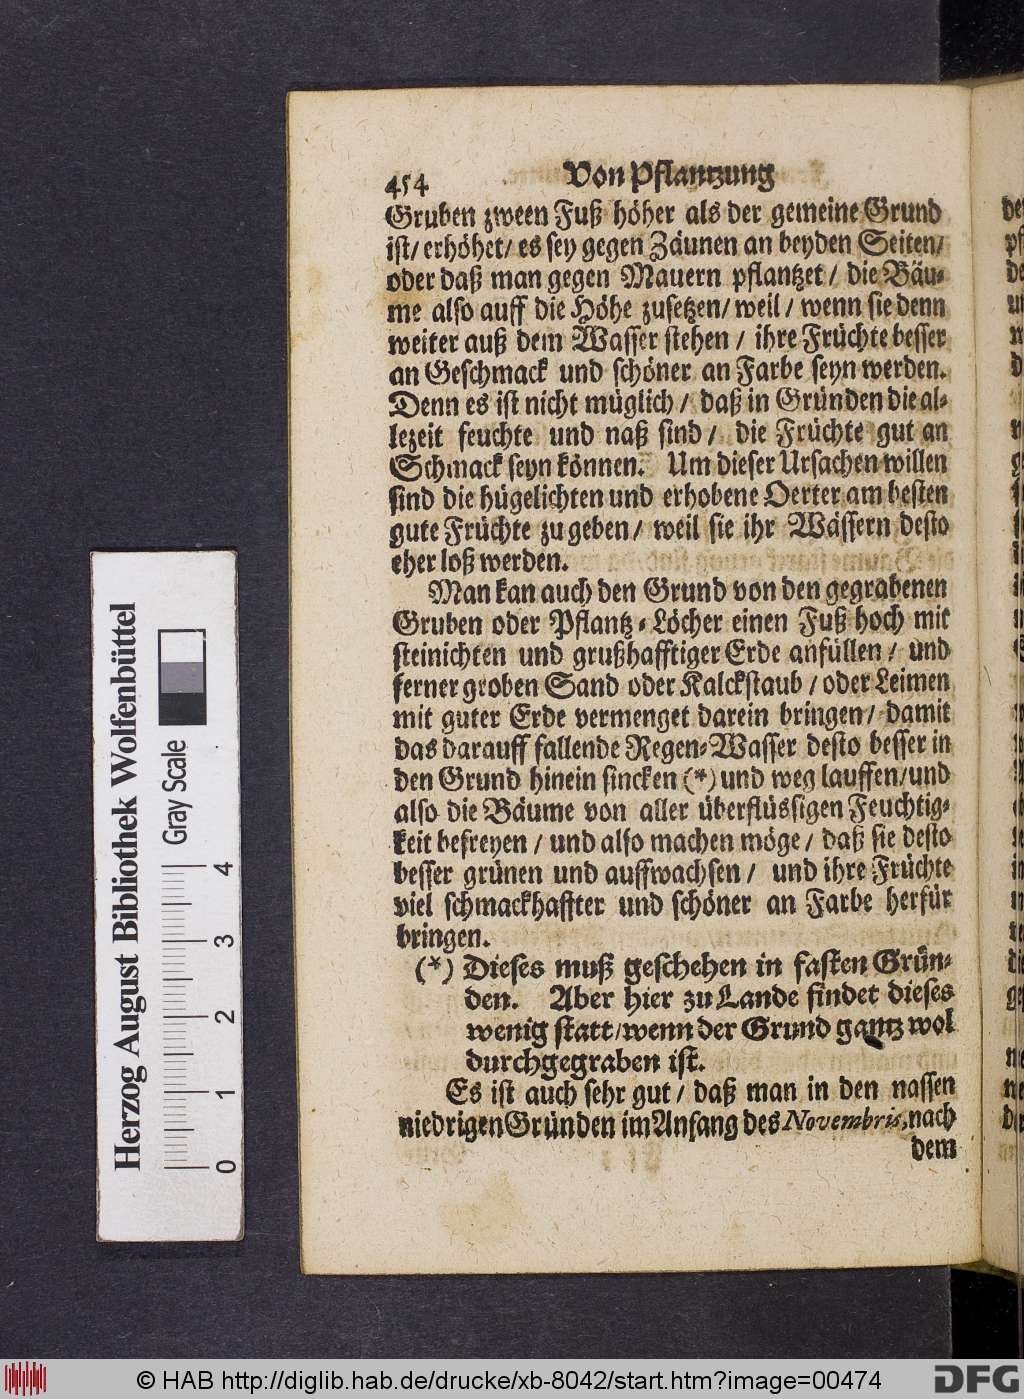 454 Von Pflantzung
Gruben zween Fuß höher als der gemeine Grund
ist/ erhöhet/ es sey gegen Zäunen an beyden Seiten/
oder daß man gegen Mauern pflantzet / die Bäu-
me also auff die Höhe zusetzen/ weil / wenn sie denn
weiter auß dem Wasser stehen / ihre Früchte besser
an Geschmack und schöner an Farbe seyn werden.
Denn es ist nicht müglich / daß in Gründen die al-
lezeit feuchte und naß sind / die Früchte gut an
Schmack seyn können. Um dieser Ursachen willen
sind die hügelichten und erhobene Oerter am besten
gute Früchte zu geben / weil sie ihr Wässern desto
eher loß werden.
Man kan auch den Grund von den gegrabenen
Gruben oder Pflantz-Löcher einen Fuß hoch mit
steinichten und grußhafftiger Erde anfüllen / und
ferner groben Sand oder Kalckstaub / oder Leimen
mit guter Erde vermenget darein bringen / damit
das darauff fallende Regen-Wasser desto besser in
den Grund hinein sincken (*) und weg lauffen/und
also die Bäume von aller überflüssigen Feuchtig-
keit befreyen / und also machen möge / daß sie desto
besser grünen und auffwachsen / und ihre Früchte
viel schmackhaffter und schöner an Farbe herfür
bringen.
(*) Dieses muß geschehen in fasten Grün-
den. Aber hier zu Lande findet dieses
wenig statt/wenn der Grund gantz wol
durchgegraben ist.
Es ist auch sehr gut / daß man in den nassen
niedrigen Gründen im Anfang des Novembris, nach
dem
Herzog August Bibliothek Wolfenbüttel
Gray Scale
0 1 2 3 4
© HAB http://diglib.hab.de/drucke/xb-8042/start.htm?image=00474
DFG